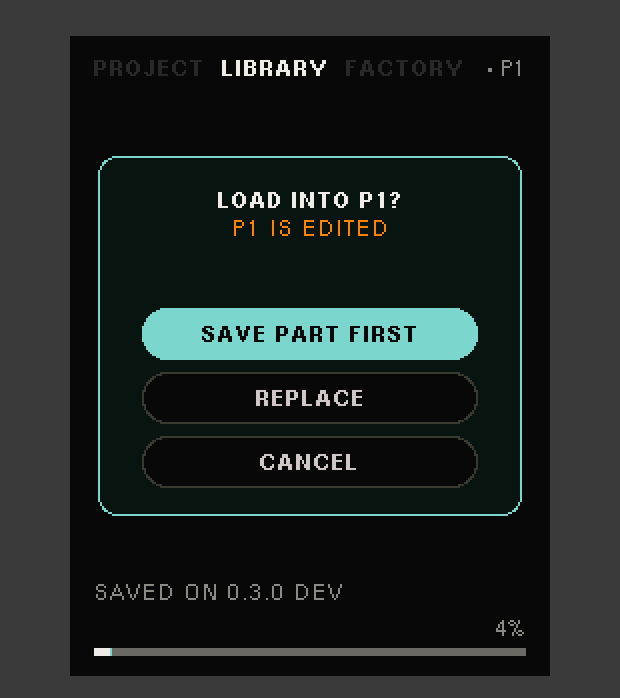 PROJECT LIBRARY FACTORY · P1
LOAD INTO P1?
P1 IS EDITED
SAVE PART FIRST
REPLACE
CANCEL
SAVED ON 0.3.0 DEV
4%